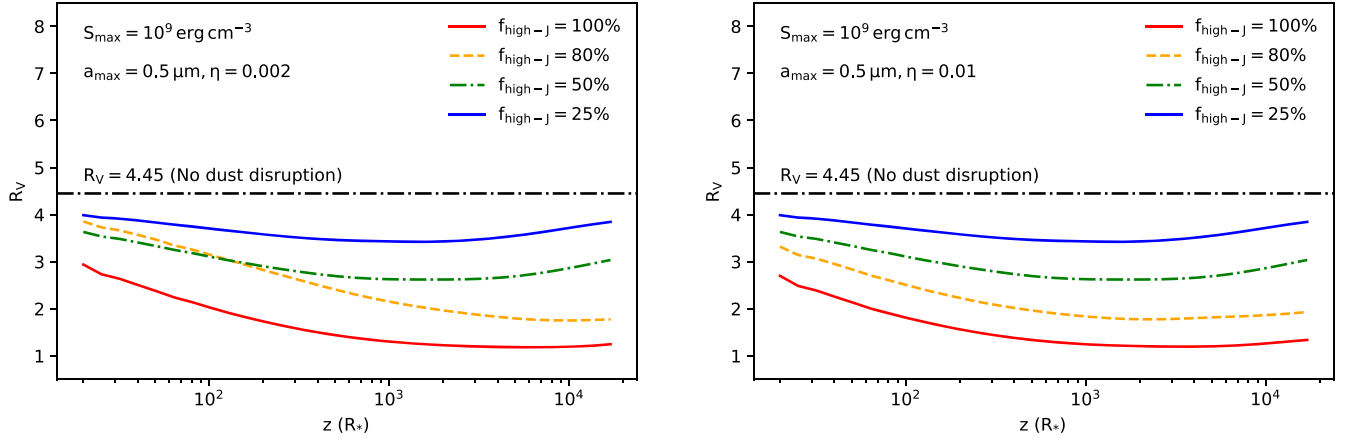 S_max = 10^9 erg cm^−3
a_max = 0.5 μm, η = 0.002
f_high−J = 100%
f_high−J = 80%
f_high−J = 50%
f_high−J = 25%
R_V = 4.45 (No dust disruption)
8
7
6
5
4
3
2
1
R_V
10^2
10^3
10^4
z (R_*)
S_max = 10^9 erg cm^−3
a_max = 0.5 μm, η = 0.01
f_high−J = 100%
f_high−J = 80%
f_high−J = 50%
f_high−J = 25%
R_V = 4.45 (No dust disruption)
8
7
6
5
4
3
2
1
R_V
10^2
10^3
10^4
z (R_*)